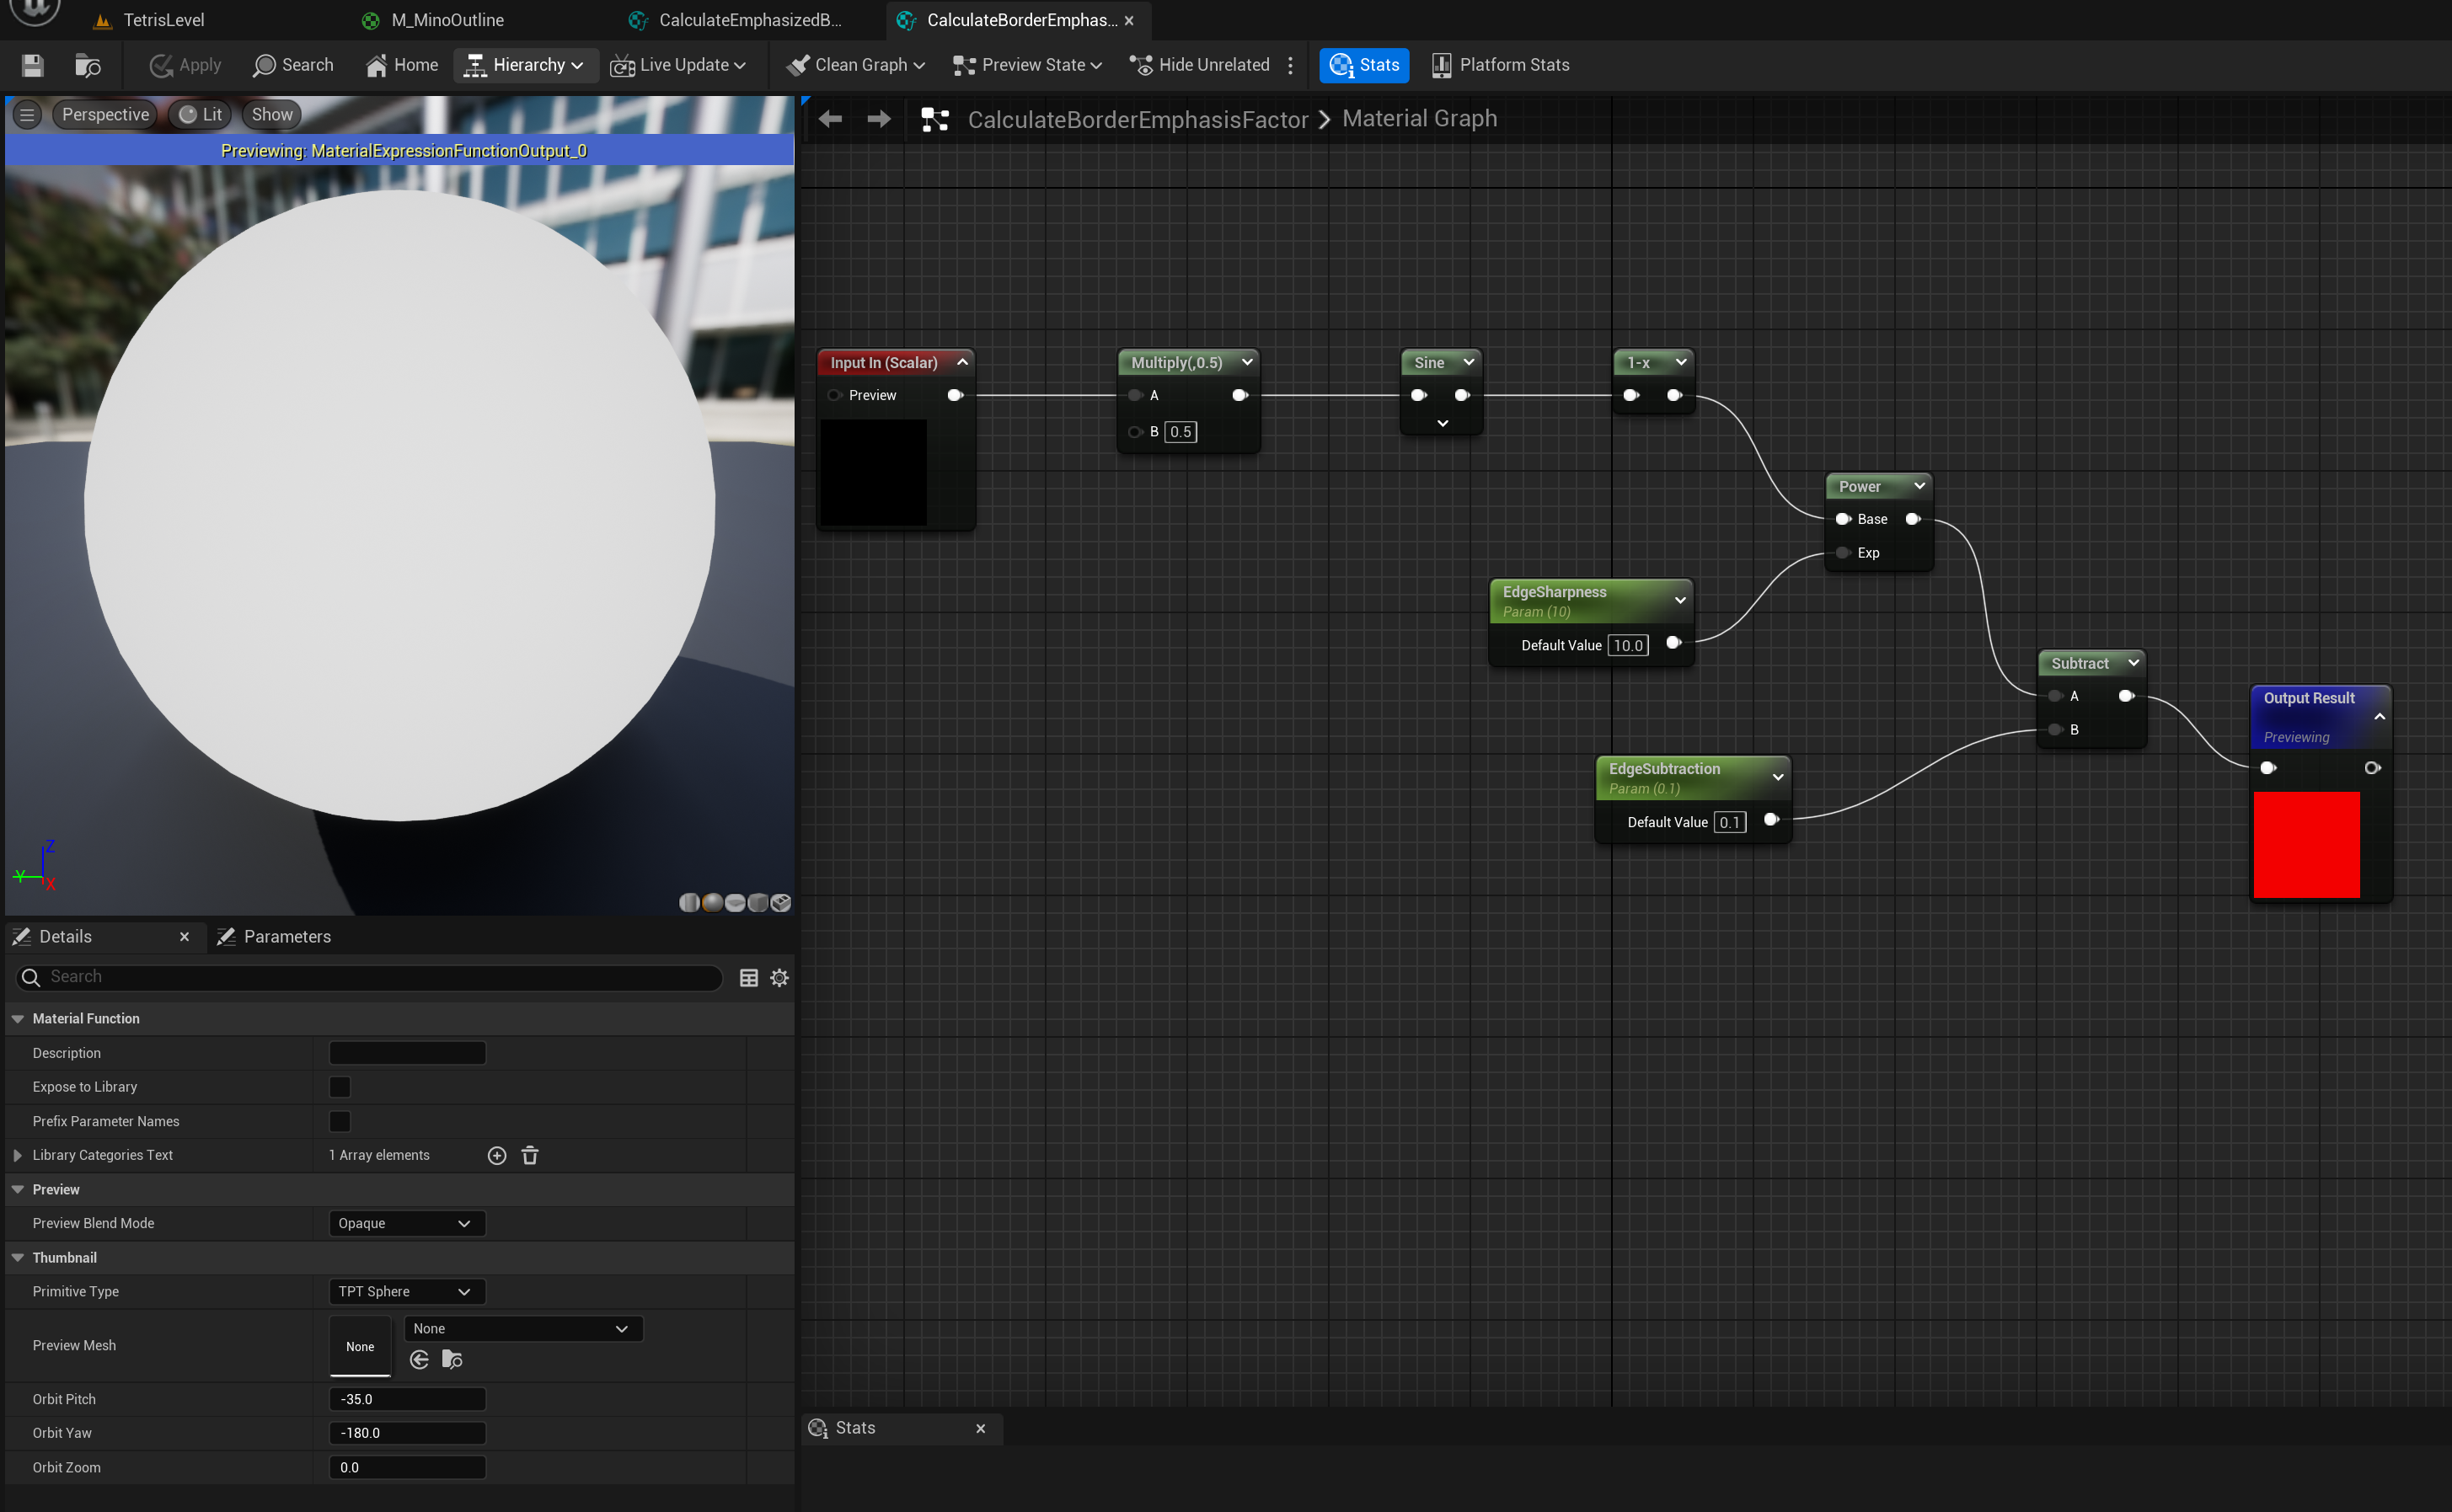 TetrisLevel
M_MinoOutline
CalculateEmphasizedB...
CalculateBorderEmphas...
Apply
Search
Home
Hierarchy
Live Update
Clean Graph
Preview State
Hide Unrelated
Stats
Platform Stats
Perspective
Lit
Show
Previewing: MaterialExpressionFunctionOutput_0
CalculateBorderEmphasisFactor
Material Graph
Input In (Scalar)
Preview
Multiply(,0.5)
A
B 0.5
Sine
1-x
Power
Base
Exp
EdgeSharpness
Param (10)
Default Value 10.0
Subtract
A
B
EdgeSubtraction
Param (0.1)
Default Value 0.1
Output Result
Previewing
Z
Y
X
Details
Parameters
Search
Material Function
Description
Expose to Library
Prefix Parameter Names
Library Categories Text 1 Array elements
Preview
Preview Blend Mode Opaque
Thumbnail
Primitive Type TPT Sphere
Preview Mesh None None
Orbit Pitch -35.0
Orbit Yaw -180.0
Orbit Zoom 0.0
Stats